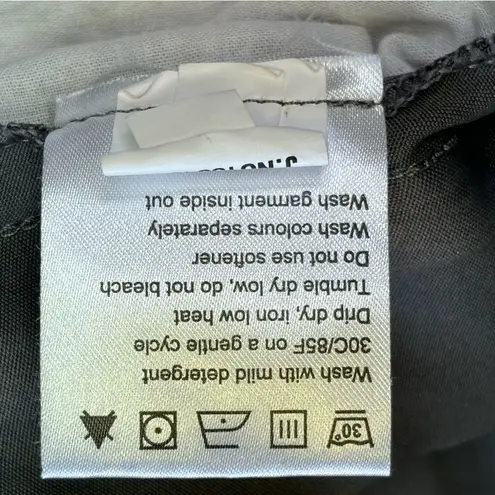 30°
Wash with mild detergent
30C/85F on a gentle cycle
Drip dry, iron low heat
Tumble dry low, do not bleach
Do not use softener
Wash colours separately
Wash garment inside out